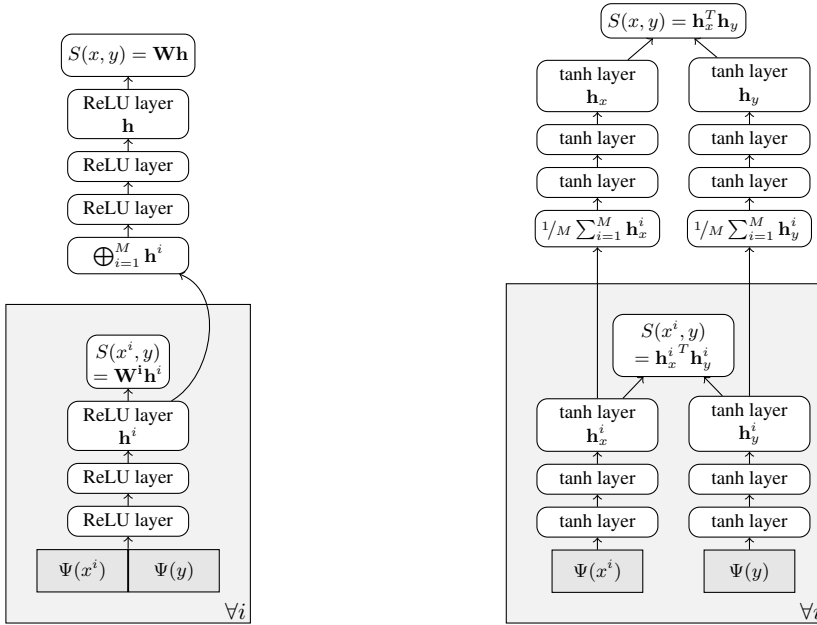 S(x, y) = Wh
ReLU layer
h
ReLU layer
ReLU layer
⊕_{i=1}^{M} h^i
S(x^i, y)
= W^i h^i
ReLU layer
h^i
ReLU layer
ReLU layer
Ψ(x^i) Ψ(y)
∀i
S(x, y) = h_x^T h_y
tanh layer
h_x
tanh layer
h_y
tanh layer tanh layer
tanh layer tanh layer
1/M ∑_{i=1}^{M} h_x^i 1/M ∑_{i=1}^{M} h_y^i
S(x^i, y)
= h_x^{i T} h_y^i
tanh layer
h_x^i
tanh layer
h_y^i
tanh layer tanh layer
tanh layer tanh layer
Ψ(x^i) Ψ(y)
∀i